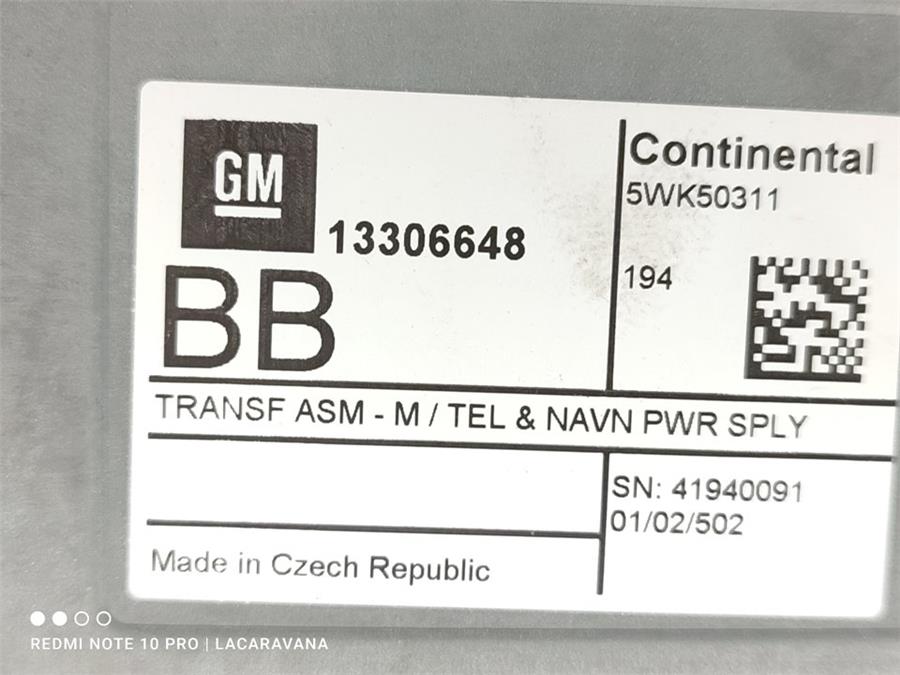 GM
13306648
BB
Continental
5WK50311
194
TRANSF ASM - M / TEL & NAVN PWR SPLY
SN: 41940091
01/02/502
Made in Czech Republic
REDMI NOTE 10 PRO | LACARAVANA